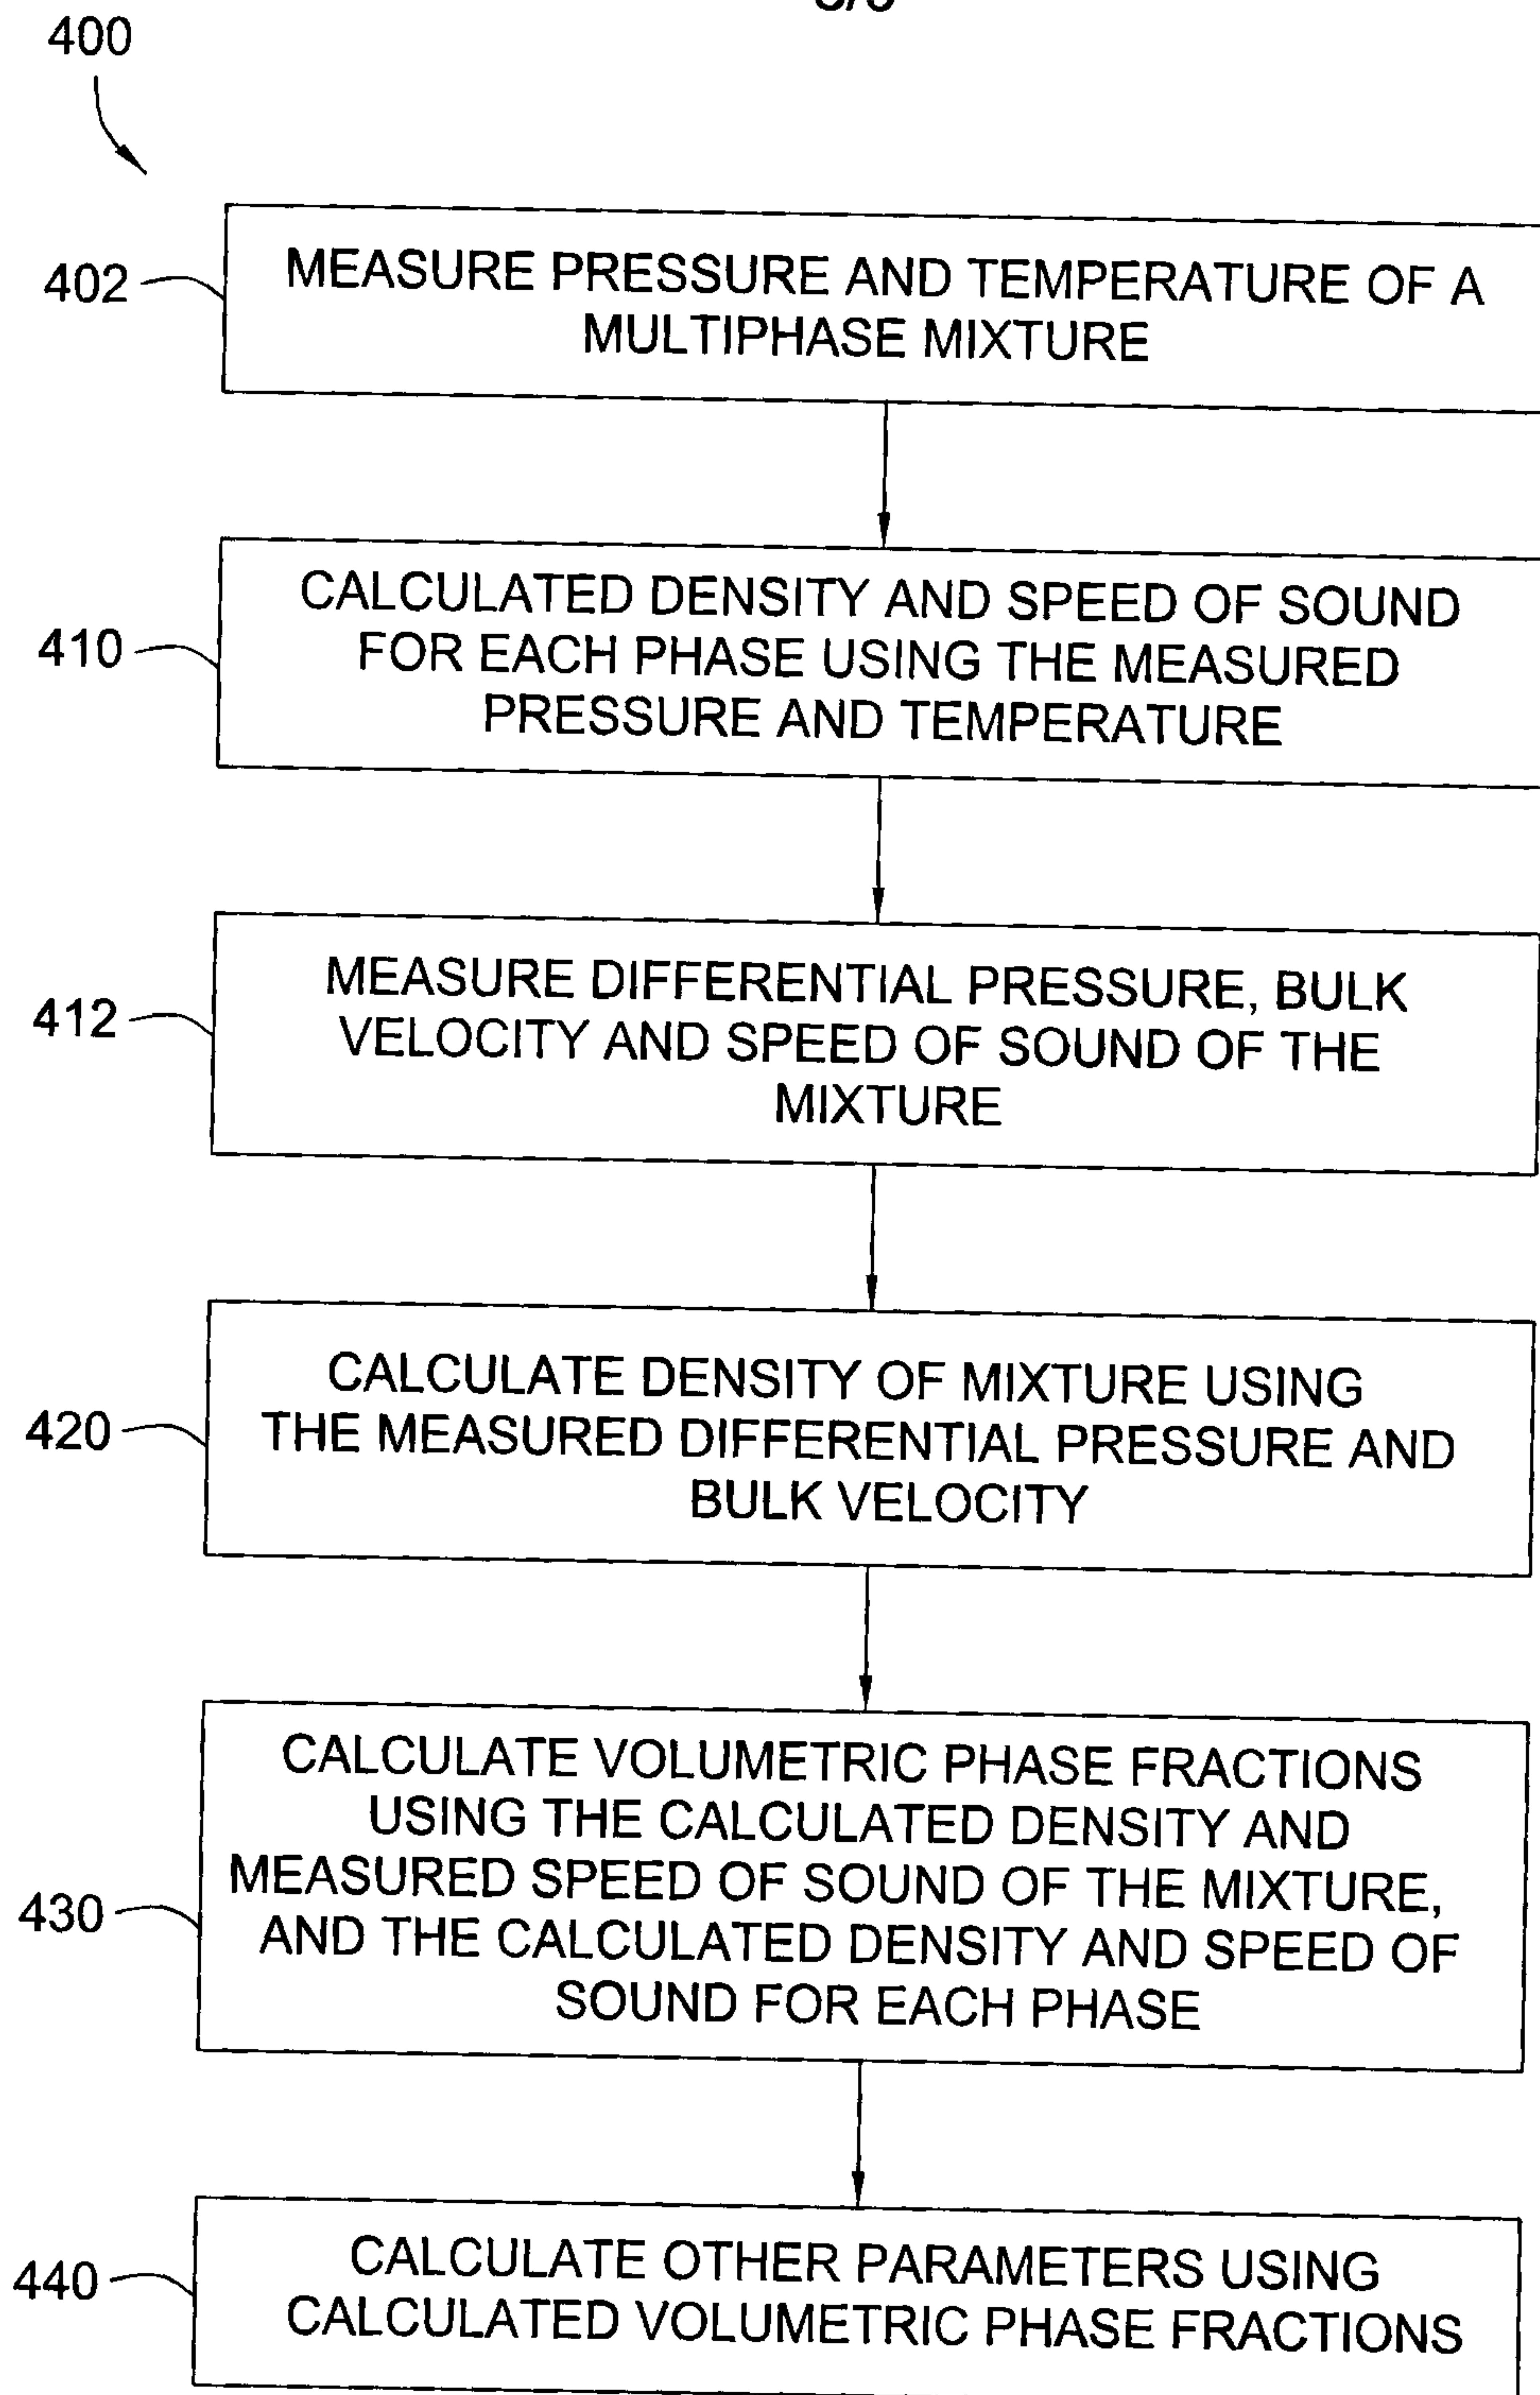 400
402
MEASURE PRESSURE AND TEMPERATURE OF A
MULTIPHASE MIXTURE
410
CALCULATED DENSITY AND SPEED OF SOUND
FOR EACH PHASE USING THE MEASURED
PRESSURE AND TEMPERATURE
412
MEASURE DIFFERENTIAL PRESSURE, BULK
VELOCITY AND SPEED OF SOUND OF THE
MIXTURE
420
CALCULATE DENSITY OF MIXTURE USING
THE MEASURED DIFFERENTIAL PRESSURE AND
BULK VELOCITY
430
CALCULATE VOLUMETRIC PHASE FRACTIONS
USING THE CALCULATED DENSITY AND
MEASURED SPEED OF SOUND OF THE MIXTURE,
AND THE CALCULATED DENSITY AND SPEED OF
SOUND FOR EACH PHASE
440
CALCULATE OTHER PARAMETERS USING
CALCULATED VOLUMETRIC PHASE FRACTIONS